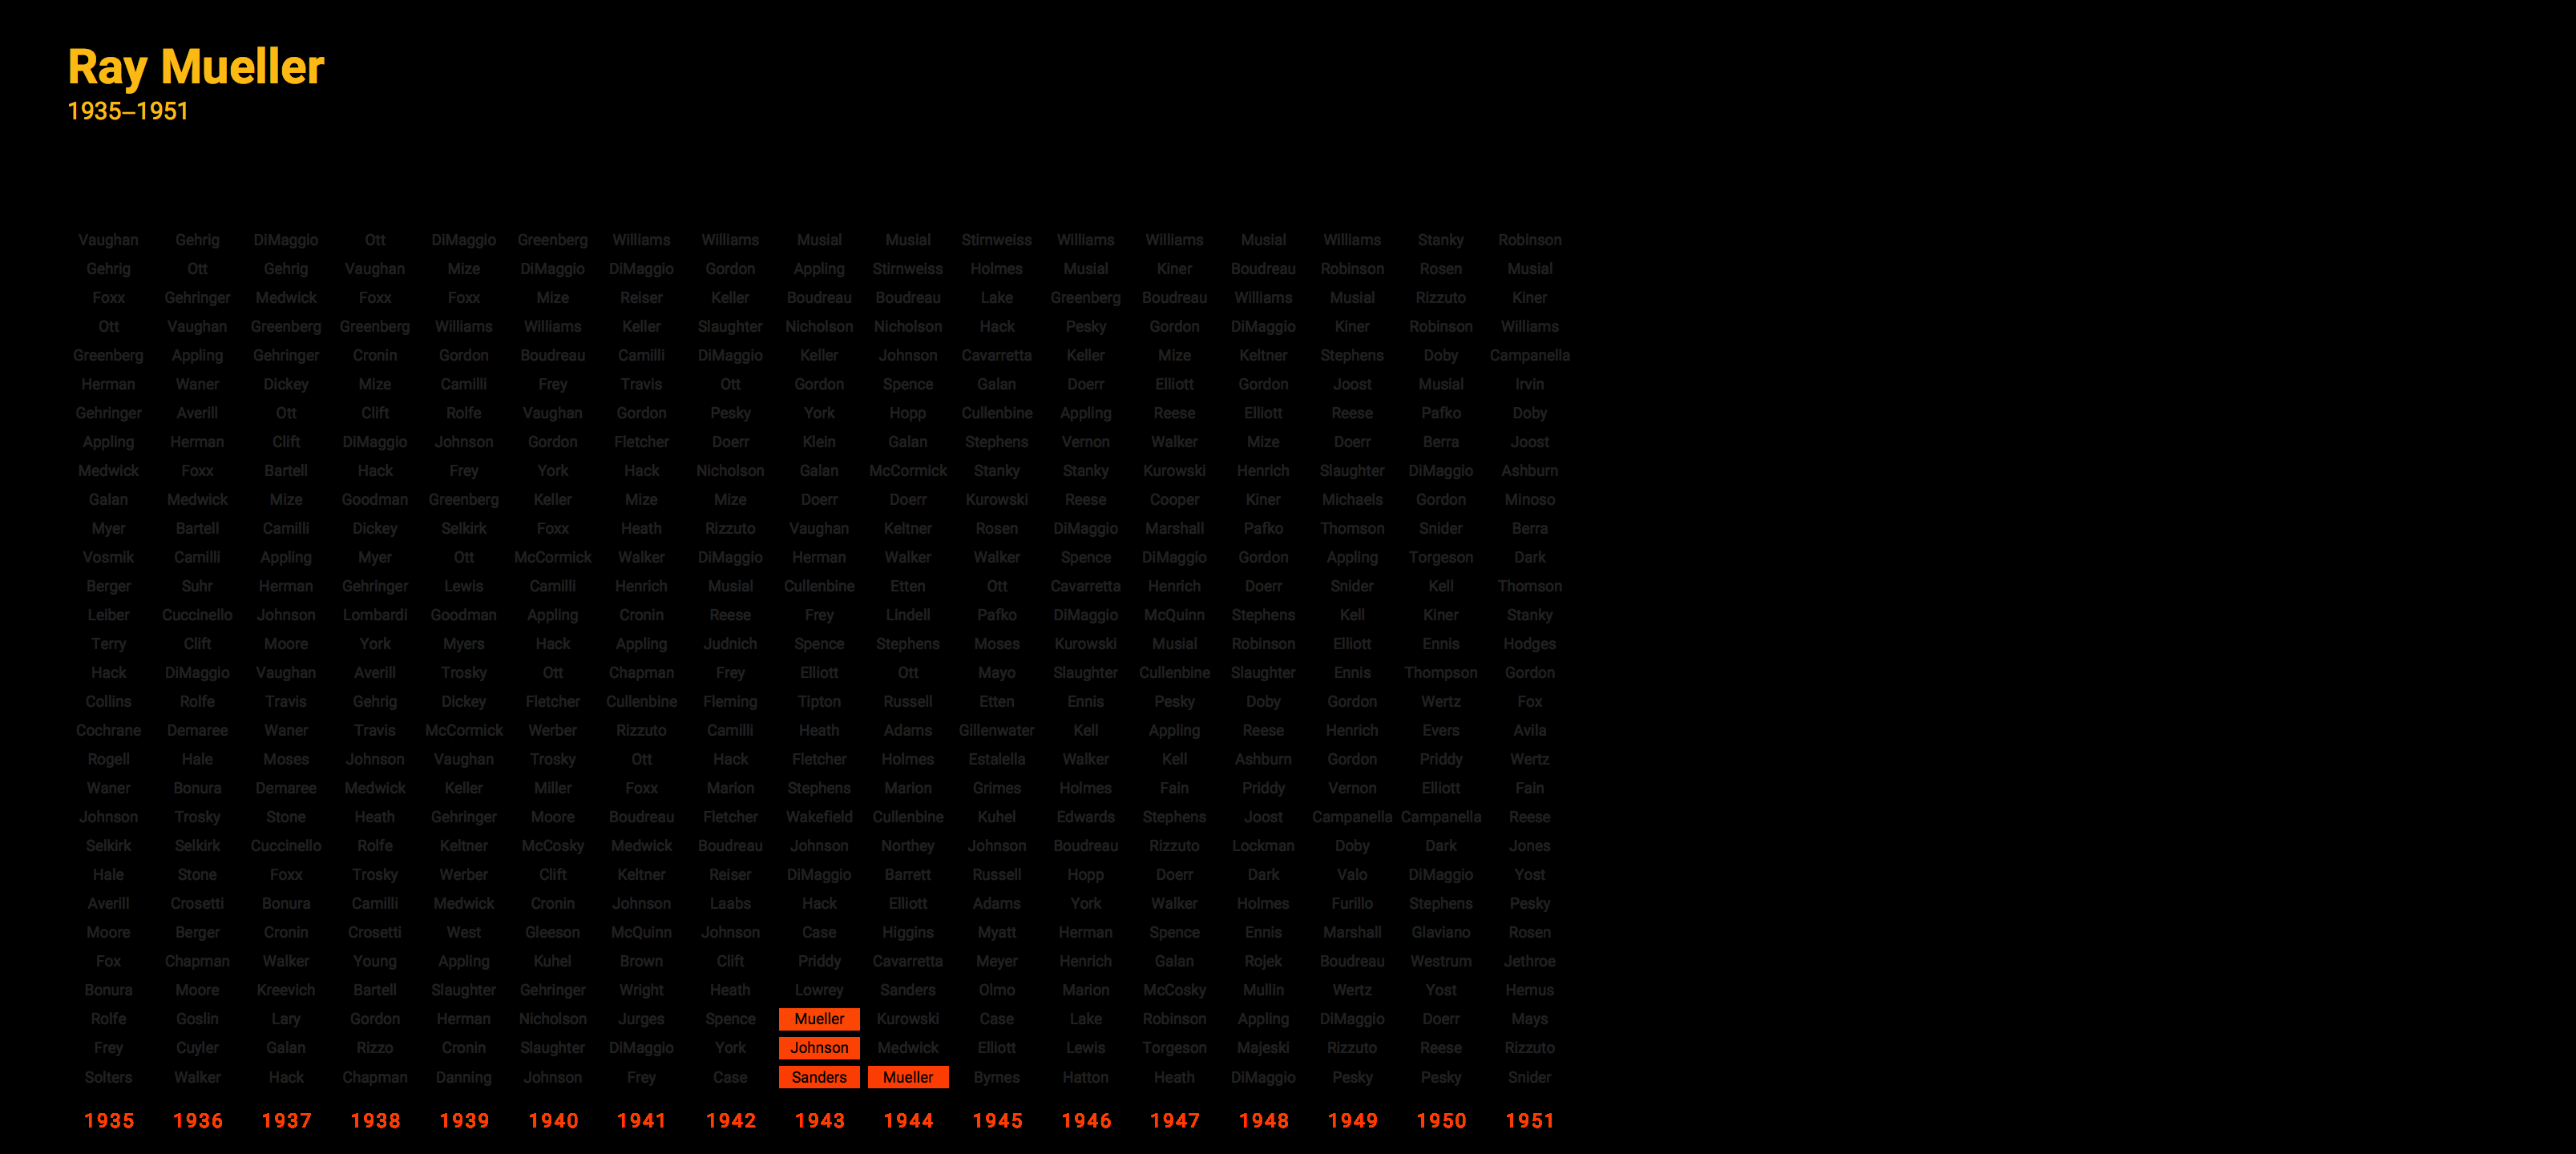 Ray Mueller
1935–1951
Vaughan Gehrig DiMaggio Ott DiMaggio Greenberg Williams Williams Musial Musial Stirnweiss Williams Williams Musial Williams Stanky Robinson
Gehrig Ott Gehrig Vaughan Mize DiMaggio DiMaggio Gordon Appling Stirnweiss Holmes Musial Kiner Boudreau Robinson Rosen Musial
Foxx Gehringer Medwick Foxx Foxx Mize Reiser Keller Boudreau Boudreau Lake Greenberg Boudreau Williams Musial Rizzuto Kiner
Ott Vaughan Greenberg Greenberg Williams Williams Keller Slaughter Nicholson Nicholson Hack Pesky Gordon DiMaggio Kiner Robinson Williams
Greenberg Appling Gehringer Cronin Gordon Boudreau Camilli DiMaggio Keller Johnson Cavarretta Keller Mize Keltner Stephens Doby Campanella
Herman Waner Dickey Mize Camilli Frey Travis Ott Gordon Spence Galan Doerr Elliott Gordon Joost Musial Irvin
Gehringer Averill Ott Clift Rolfe Vaughan Gordon Pesky York Hopp Cullenbine Appling Reese Elliott Reese Pafko Doby
Appling Herman Clift DiMaggio Johnson Gordon Fletcher Doerr Klein Galan Stephens Vernon Walker Mize Doerr Berra Joost
Medwick Foxx Bartell Hack Frey York Hack Nicholson Galan McCormick Stanky Stanky Kurowski Henrich Slaughter DiMaggio Ashburn
Galan Medwick Mize Goodman Greenberg Keller Mize Mize Doerr Doerr Kurowski Reese Cooper Kiner Michaels Gordon Minoso
Myer Bartell Camilli Dickey Selkirk Foxx Heath Rizzuto Vaughan Keltner Rosen DiMaggio Marshall Pafko Thomson Snider Berra
Vosmik Camilli Appling Myer Ott McCormick Walker DiMaggio Herman Walker Walker Spence DiMaggio Gordon Appling Torgeson Dark
Berger Suhr Herman Gehringer Lewis Camilli Henrich Musial Cullenbine Etten Ott Cavarretta Henrich Doerr Snider Kell Thomson
Leiber Cuccinello Johnson Lombardi Goodman Appling Cronin Reese Frey Lindell Pafko DiMaggio McQuinn Stephens Kell Kiner Stanky
Terry Clift Moore York Myers Hack Appling Judnich Spence Stephens Moses Kurowski Musial Robinson Elliott Ennis Hodges
Hack DiMaggio Vaughan Averill Trosky Ott Chapman Frey Elliott Ott Mayo Slaughter Cullenbine Slaughter Ennis Thompson Gordon
Collins Rolfe Travis Gehrig Dickey Fletcher Cullenbine Fleming Tipton Russell Etten Ennis Pesky Doby Gordon Wertz Fox
Cochrane Demaree Waner Travis McCormick Werber Rizzuto Camilli Heath Adams Gillenwater Kell Appling Reese Henrich Evers Avila
Rogell Hale Moses Johnson Vaughan Trosky Ott Hack Fletcher Holmes Estalella Walker Kell Ashburn Gordon Priddy Wertz
Waner Bonura Demaree Medwick Keller Miller Foxx Marion Stephens Marion Grimes Holmes Fain Priddy Vernon Elliott Fain
Johnson Trosky Stone Heath Gehringer Moore Boudreau Fletcher Wakefield Cullenbine Kuhel Edwards Stephens Joost Campanella Campanella Reese
Selkirk Selkirk Cuccinello Rolfe Keltner McCosky Medwick Boudreau Johnson Northey Johnson Boudreau Rizzuto Lockman Doby Dark Jones
Hale Stone Foxx Trosky Werber Clift Keltner Reiser DiMaggio Barrett Russell Hopp Doerr Dark Valo DiMaggio Yost
Averill Crosetti Bonura Camilli Medwick Cronin Johnson Laabs Hack Elliott Adams York Walker Holmes Furillo Stephens Pesky
Moore Berger Cronin Crosetti West Gleeson McQuinn Johnson Case Higgins Myatt Herman Spence Ennis Marshall Glaviano Rosen
Fox Chapman Walker Young Appling Kuhel Brown Clift Priddy Cavarretta Meyer Henrich Galan Rojek Boudreau Westrum Jethroe
Bonura Moore Kreevich Bartell Slaughter Gehringer Wright Heath Lowrey Sanders Olmo Marion McCosky Mullin Wertz Yost Hemus
Rolfe Goslin Lary Gordon Herman Nicholson Jurges Spence Mueller Kurowski Case Lake Robinson Appling DiMaggio Doerr Mays
Frey Cuyler Galan Rizzo Cronin Slaughter DiMaggio York Johnson Medwick Elliott Lewis Torgeson Majeski Rizzuto Reese Rizzuto
Solters Walker Hack Chapman Danning Johnson Frey Case Sanders Mueller Byrnes Hatton Heath DiMaggio Pesky Pesky Snider
1935 1936 1937 1938 1939 1940 1941 1942 1943 1944 1945 1946 1947 1948 1949 1950 1951